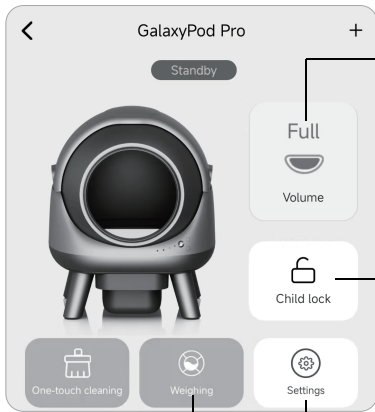 GalaxyPod Pro
Standby
Full
Volume
Child lock
One-touch cleaning
Weighing
Settings